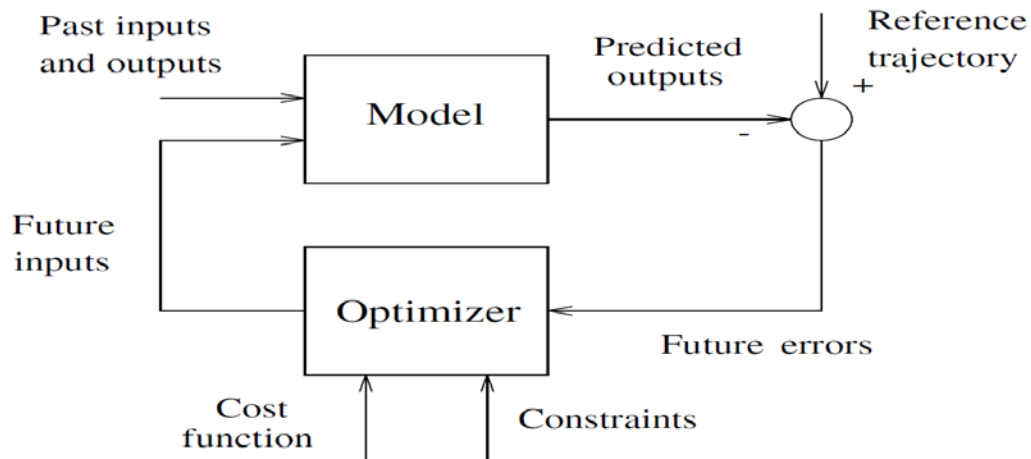 Past inputs
and outputs
Model
Predicted
outputs
Reference
trajectory
+
-
Future
inputs
Optimizer
Future errors
Cost
function
Constraints